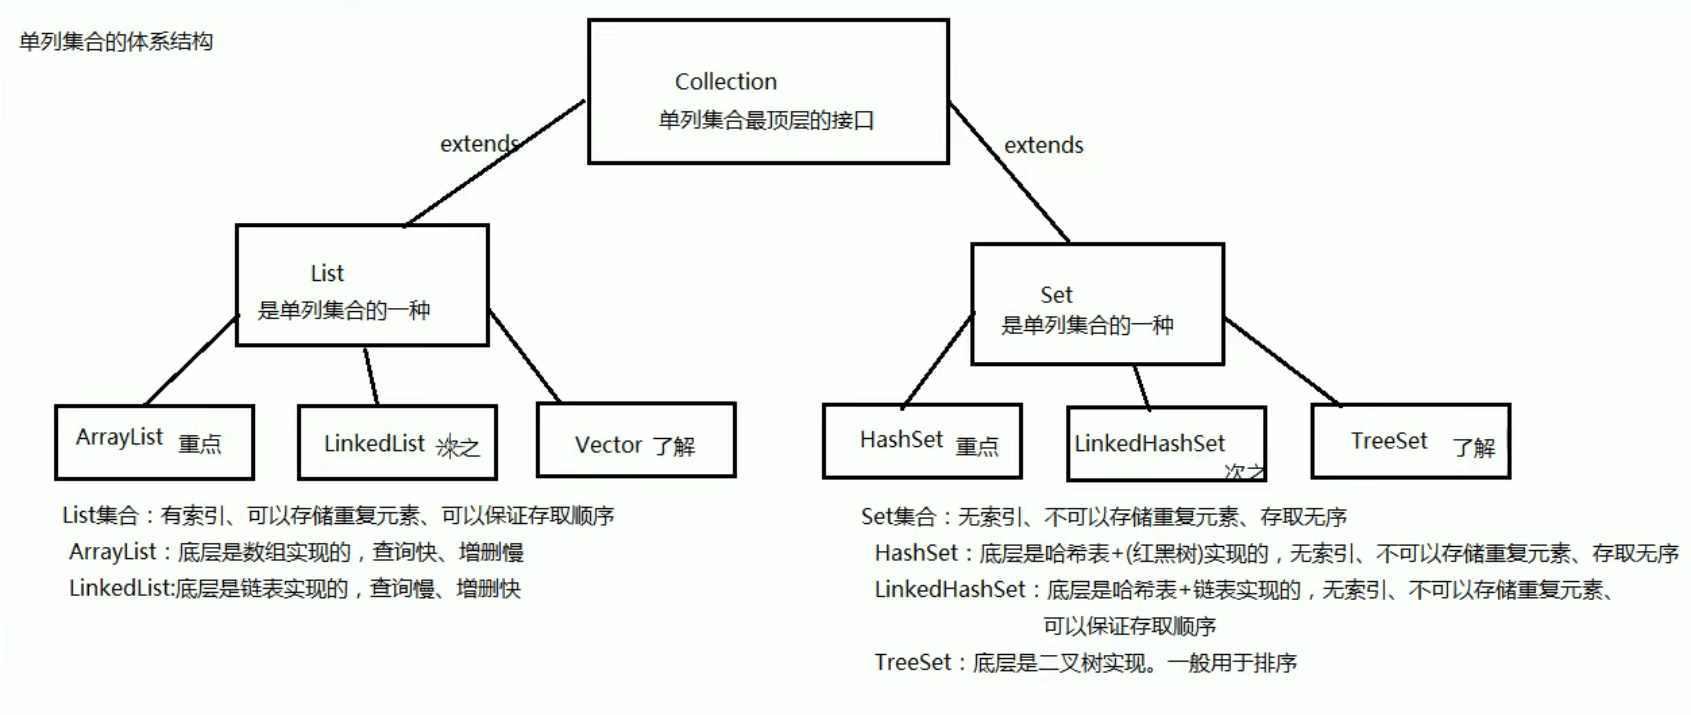 单列集合的体系结构
Collection
单列集合最顶层的接口
extends
extends
List
是单列集合的一种
Set
是单列集合的一种
ArrayList 重点
LinkedList 次之
Vector 了解
HashSet 重点
LinkedHashSet
次之
TreeSet 了解
List集合：有索引、可以存储重复元素、可以保证存取顺序
ArrayList：底层是数组实现的，查询快、增删慢
LinkedList:底层是链表实现的，查询慢、增删快
Set集合：无索引、不可以存储重复元素、存取无序
HashSet：底层是哈希表+(红黑树)实现的，无索引、不可以存储重复元素、存取无序
LinkedHashSet：底层是哈希表+链表实现的，无索引、不可以存储重复元素、
可以保证存取顺序
TreeSet：底层是二叉树实现。一般用于排序